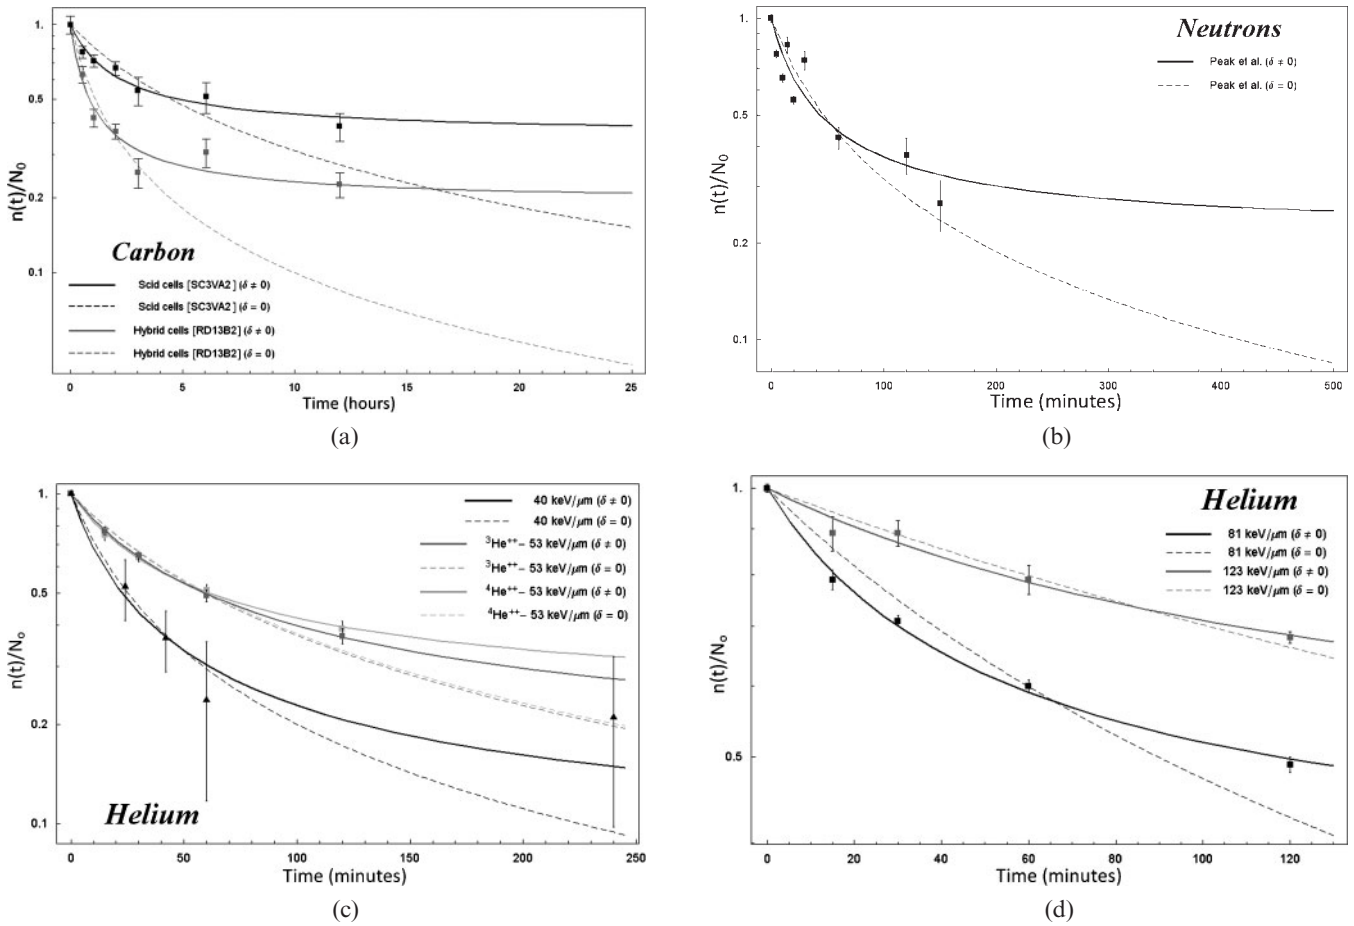 1.
0.5
0.2
0.1
n(t)/N0
Carbon
Scid cells [SC3VA2] (δ ≠ 0)
Scid cells [SC3VA2] (δ = 0)
Hybrid cells [RD13B2] (δ ≠ 0)
Hybrid cells [RD13B2] (δ = 0)
0 5 10 15 20 25
Time (hours)
(a)
1.
0.5
0.2
0.1
n(t)/N0
Neutrons
Peak et al. (δ ≠ 0)
Peak et al. (δ = 0)
0 100 200 300 400 500
Time (minutes)
(b)
1.
0.5
0.2
0.1
n(t)/No
40 keV/μm (δ ≠ 0)
40 keV/μm (δ = 0)
3He++– 53 keV/μm (δ ≠ 0)
3He++– 53 keV/μm (δ = 0)
4He++– 53 keV/μm (δ ≠ 0)
4He++– 53 keV/μm (δ = 0)
Helium
0 50 100 150 200 250
Time (minutes)
(c)
1.
0.5
n(t)/No
Helium
81 keV/μm (δ ≠ 0)
81 keV/μm (δ = 0)
123 keV/μm (δ ≠ 0)
123 keV/μm (δ = 0)
0 20 40 60 80 100 120
Time (minutes)
(d)